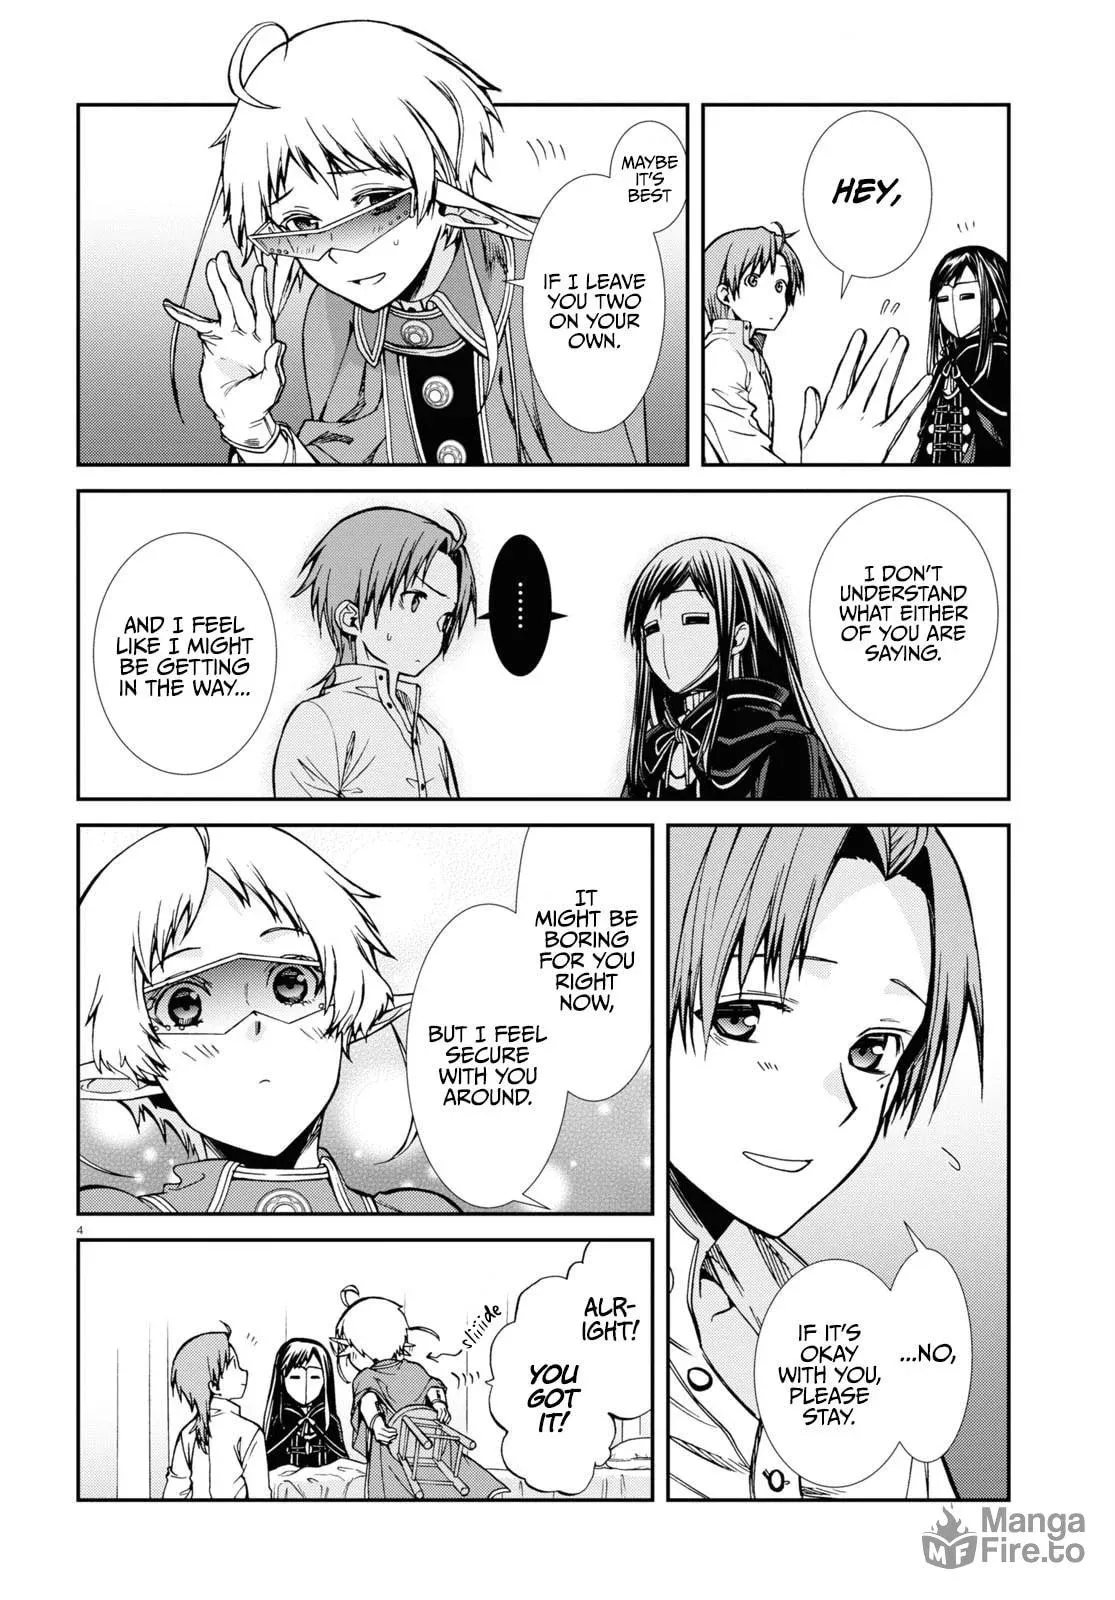 HEY,
MAYBE
IT'S
BEST
IF I LEAVE
YOU TWO
ON YOUR
OWN.
I DON'T
UNDERSTAND
WHAT EITHER
OF YOU ARE
SAYING.
......
AND I FEEL
LIKE I MIGHT
BE GETTING
IN THE WAY...
...NO,
IF IT'S
OKAY
WITH YOU,
PLEASE
STAY.
IT
MIGHT BE
BORING
FOR YOU
RIGHT
NOW,
BUT I FEEL
SECURE
WITH YOU
AROUND.
4
ALR-
IGHT!
YOU
GOT
IT!
sliiiide
Manga
Fire.to
MF